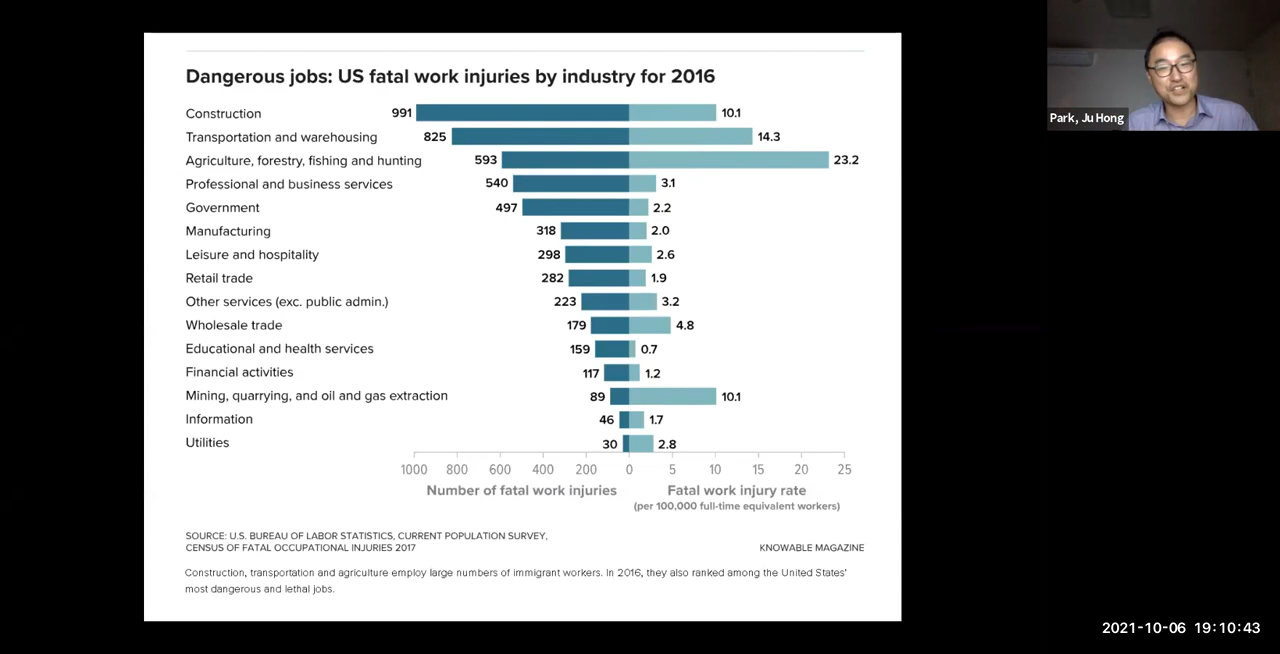 Dangerous jobs: US fatal work injuries by industry for 2016
Construction 991 10.1
Transportation and warehousing 825 14.3
Agriculture, forestry, fishing and hunting 593 23.2
Professional and business services 540 3.1
Government 497 2.2
Manufacturing 318 2.0
Leisure and hospitality 298 2.6
Retail trade 282 1.9
Other services (exc. public admin.) 223 3.2
Wholesale trade 179 4.8
Educational and health services 159 0.7
Financial activities 117 1.2
Mining, quarrying, and oil and gas extraction 89 10.1
Information 46 1.7
Utilities 30 2.8
1000 800 600 400 200 0 5 10 15 20 25
Number of fatal work injuries Fatal work injury rate
(per 100,000 full-time equivalent workers)
SOURCE: U.S. BUREAU OF LABOR STATISTICS, CURRENT POPULATION SURVEY,
CENSUS OF FATAL OCCUPATIONAL INJURIES 2017 KNOWABLE MAGAZINE
Construction, transportation and agriculture employ large numbers of immigrant workers. In 2016, they also ranked among the United States'
most dangerous and lethal jobs.
Park, Ju Hong
2021-10-06 19:10:43